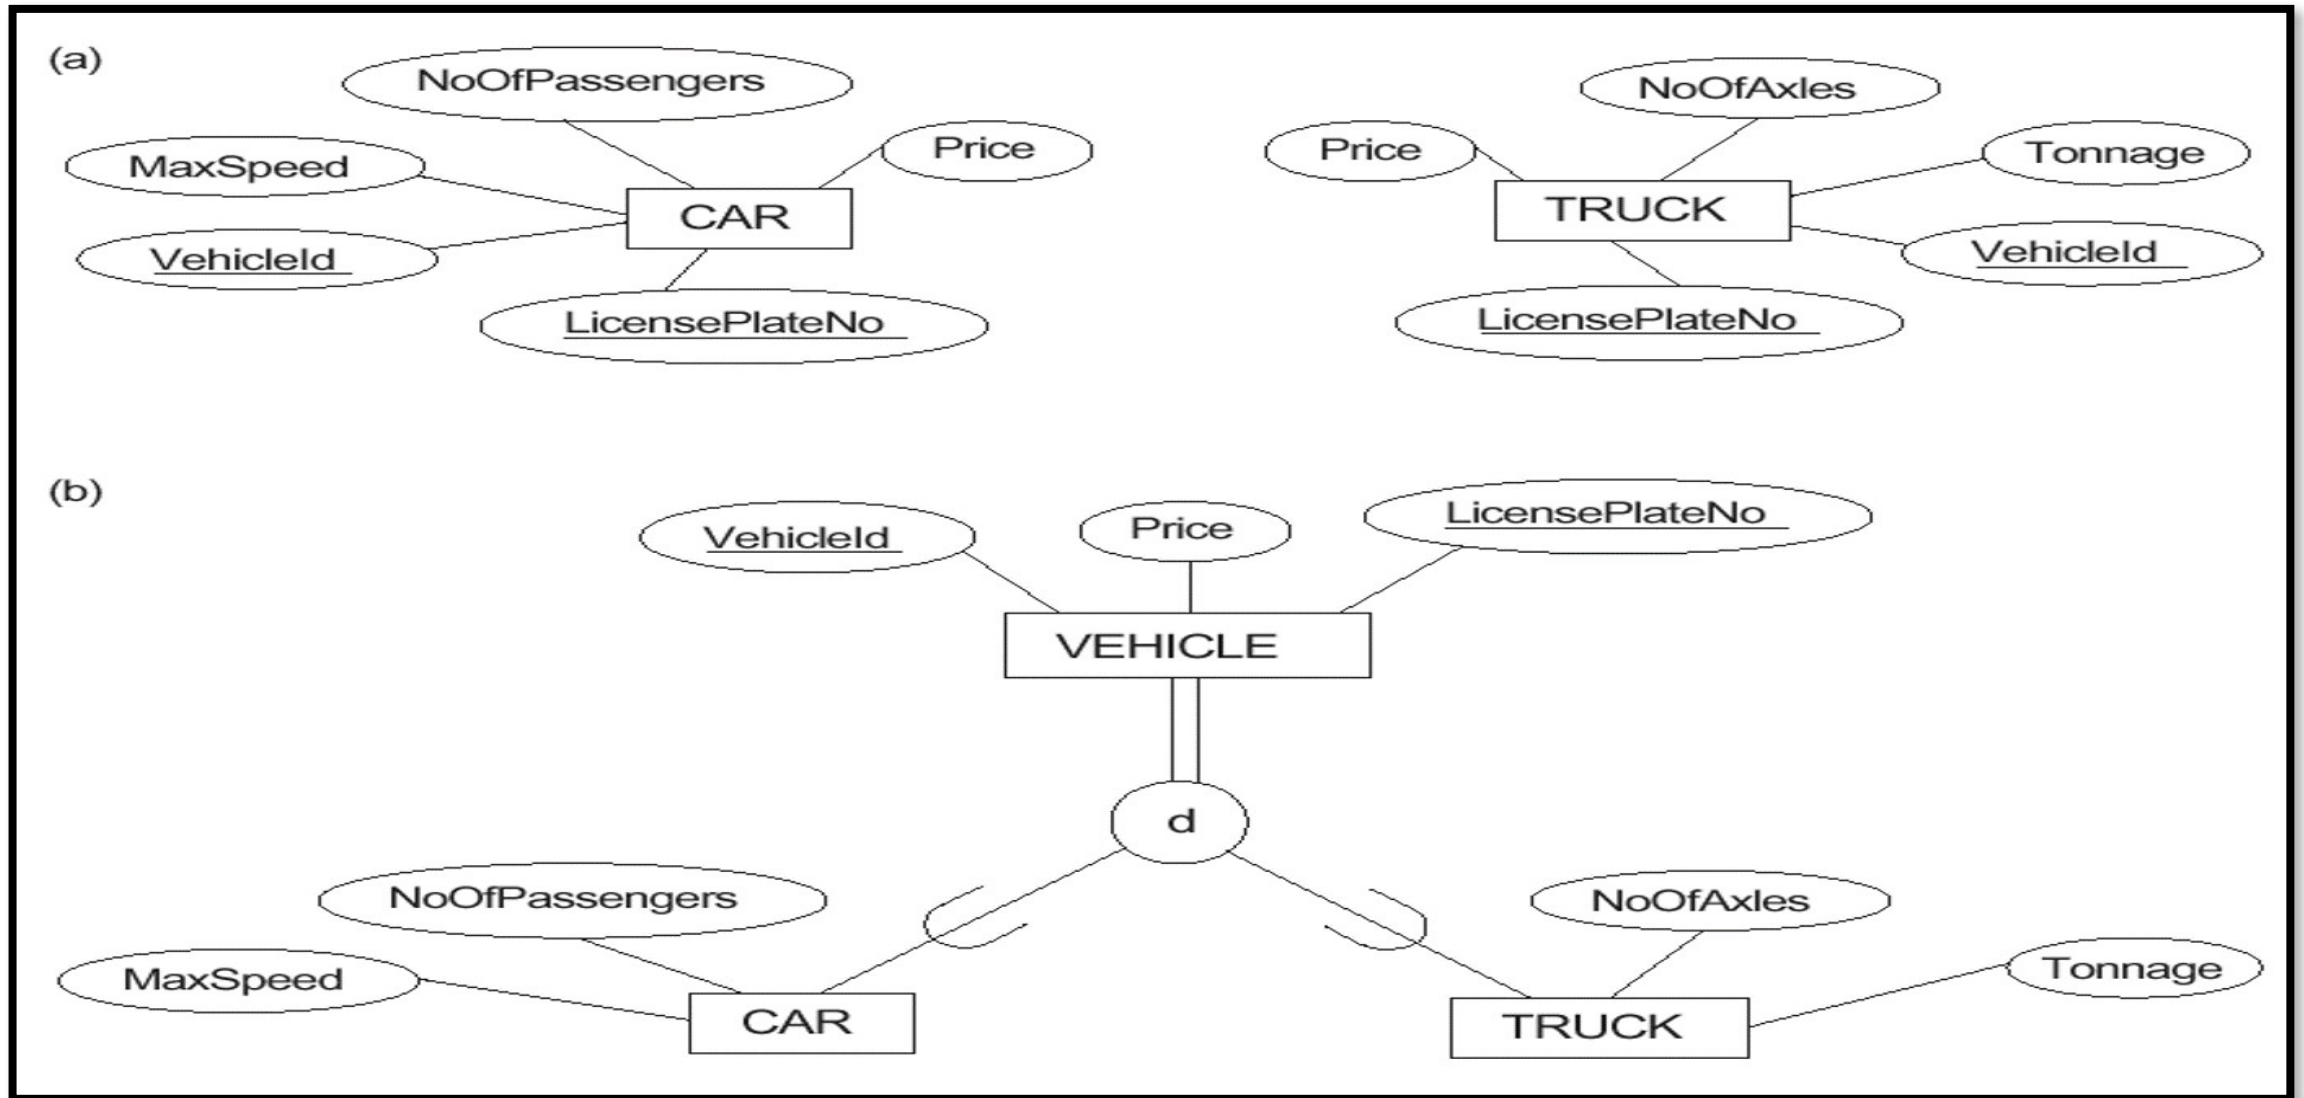 (a)
NoOfPassengers
NoOfAxles
MaxSpeed
Price
Price
Tonnage
CAR
TRUCK
VehicleId
VehicleId
LicensePlateNo
LicensePlateNo
(b)
VehicleId
Price
LicensePlateNo
VEHICLE
d
NoOfPassengers
NoOfAxles
MaxSpeed
Tonnage
CAR
TRUCK